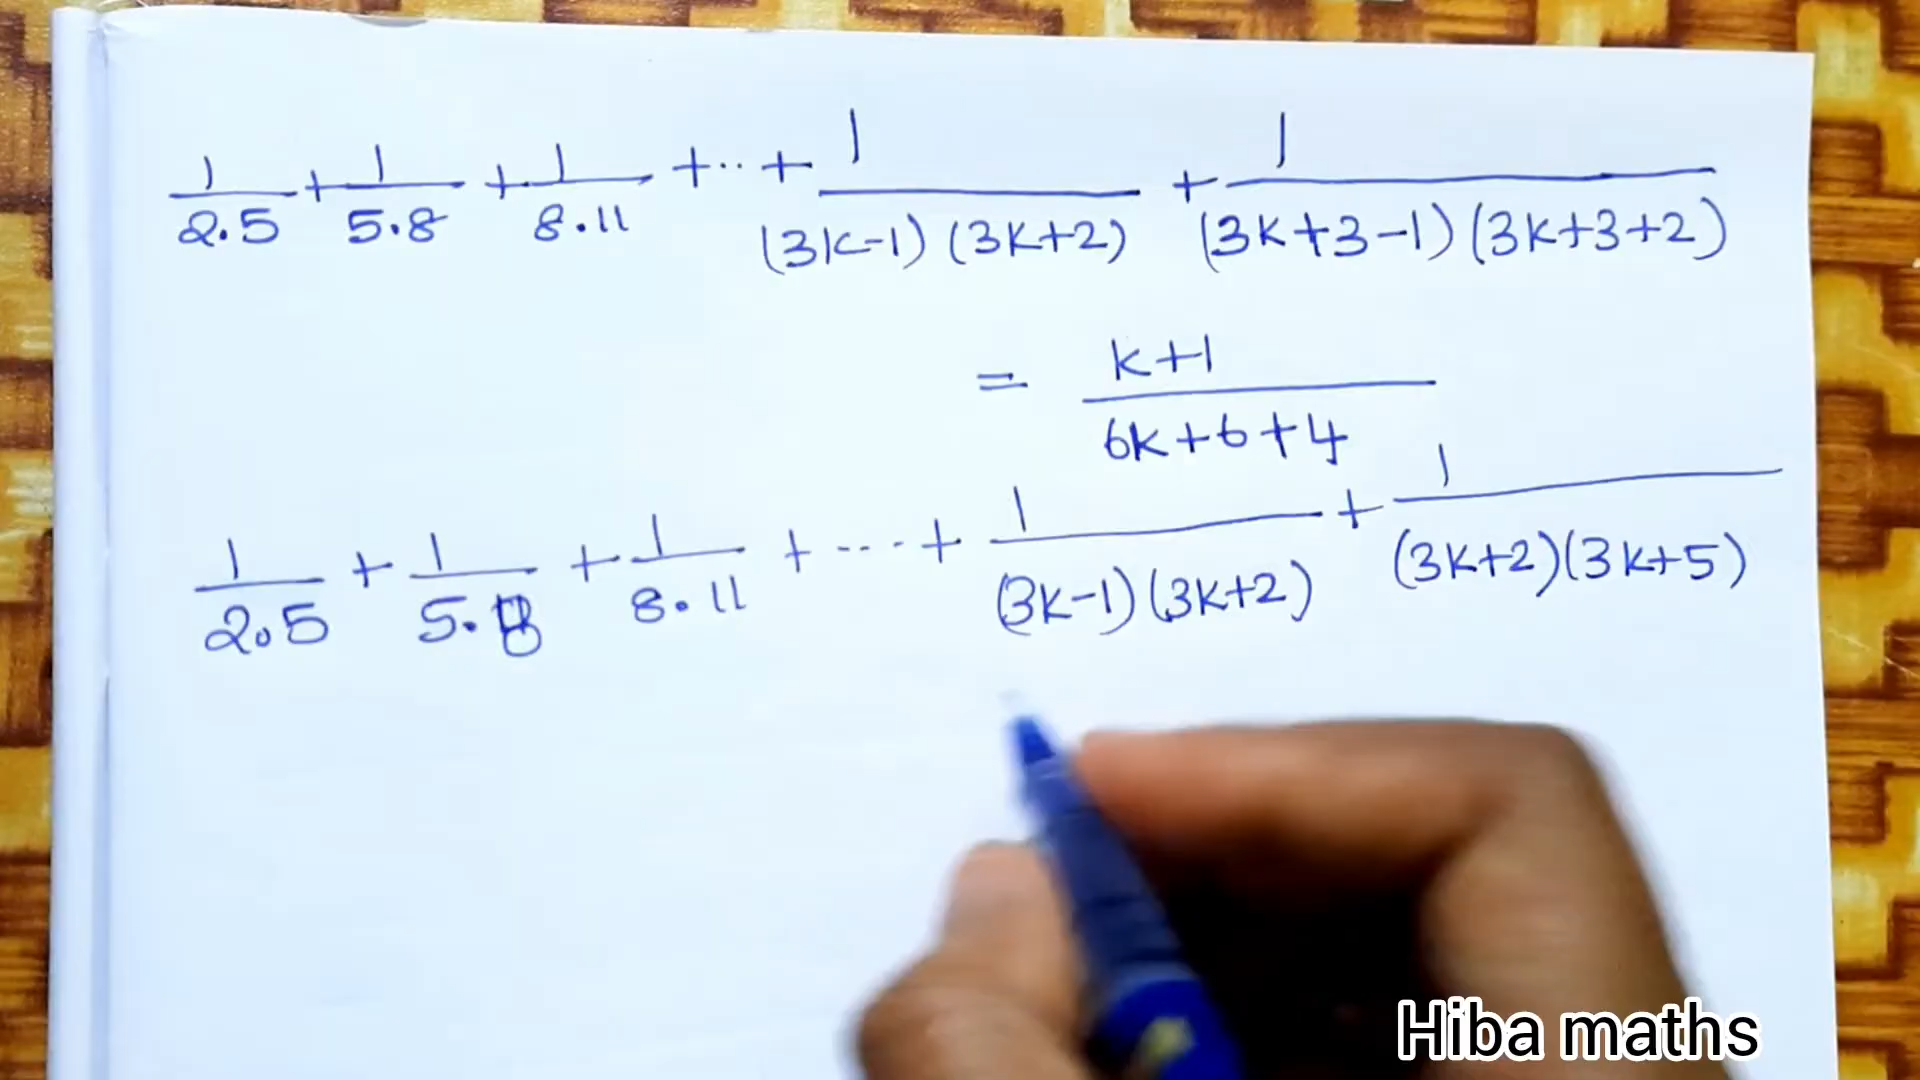 1/2.5 + 1/5.8 + 1/8.11 + ·· + 1/(3k-1)(3k+2) + 1/(3k+3-1)(3k+3+2)
= k+1/6k+6+4
1/2.5 + 1/5.8 + 1/8.11 + ---- + 1/(3k-1)(3k+2) + 1/(3k+2)(3k+5)
Hiba maths